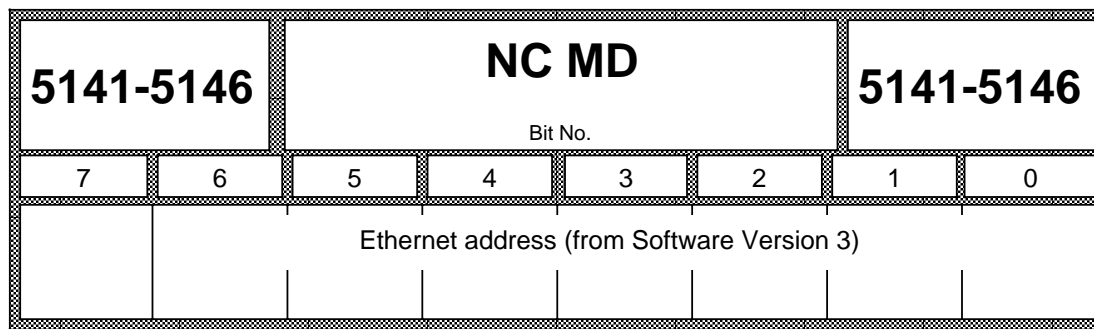 5141-5146 NC MD 5141-5146
Bit No.
7 6 5 4 3 2 1 0
Ethernet address (from Software Version 3)